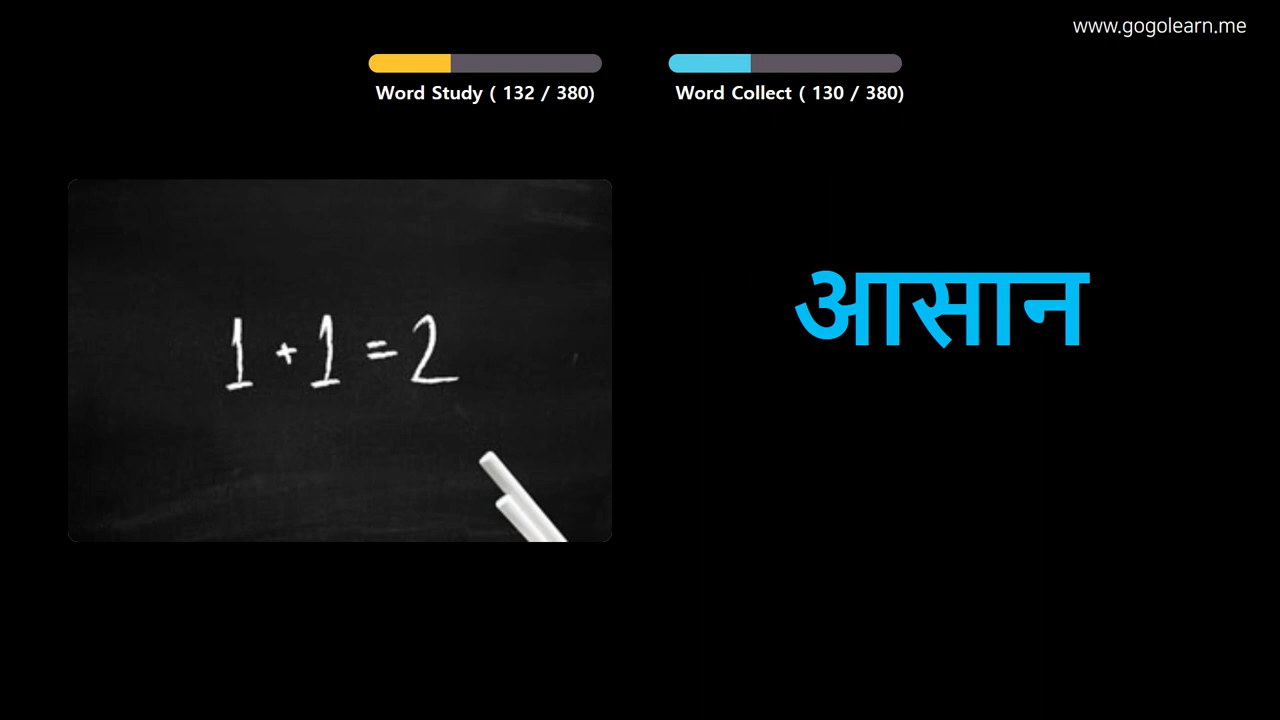 www.gogolearn.me
Word Study ( 132 / 380)
Word Collect ( 130 / 380)
1 + 1 = 2
आसान